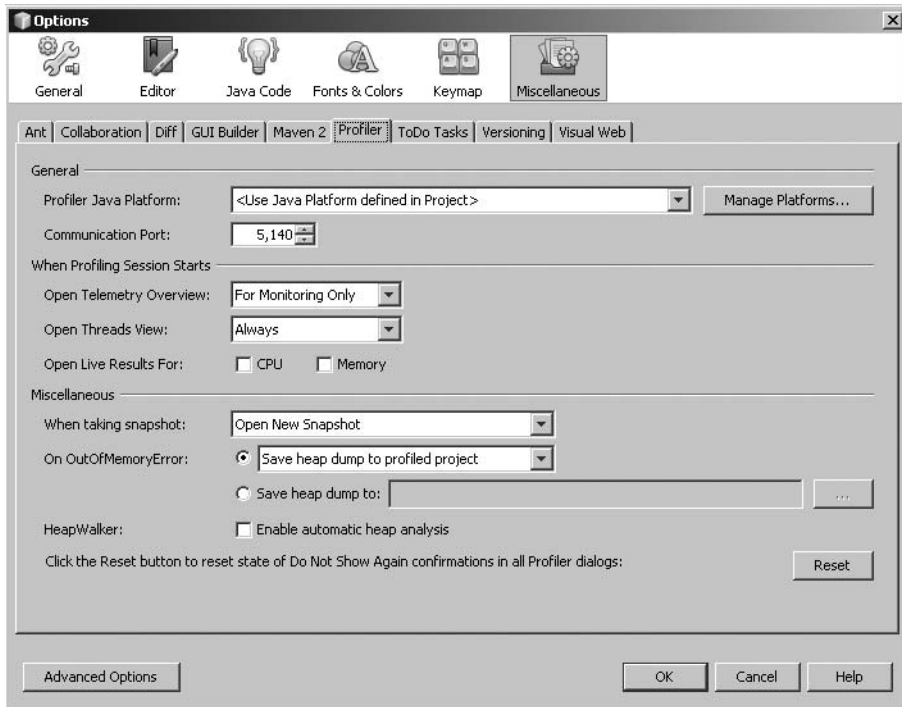 Options
General Editor Java Code Fonts & Colors Keymap Miscellaneous
Ant Collaboration Diff GUI Builder Maven 2 Profiler ToDo Tasks Versioning Visual Web
General
Profiler Java Platform: <Use Java Platform defined in Project> Manage Platforms...
Communication Port: 5,140
When Profiling Session Starts
Open Telemetry Overview: For Monitoring Only
Open Threads View: Always
Open Live Results For: CPU Memory
Miscellaneous
When taking snapshot: Open New Snapshot
On OutOfMemoryError: Save heap dump to profiled project
Save heap dump to: ...
HeapWalker: Enable automatic heap analysis
Click the Reset button to reset state of Do Not Show Again confirmations in all Profiler dialogs: Reset
Advanced Options OK Cancel Help